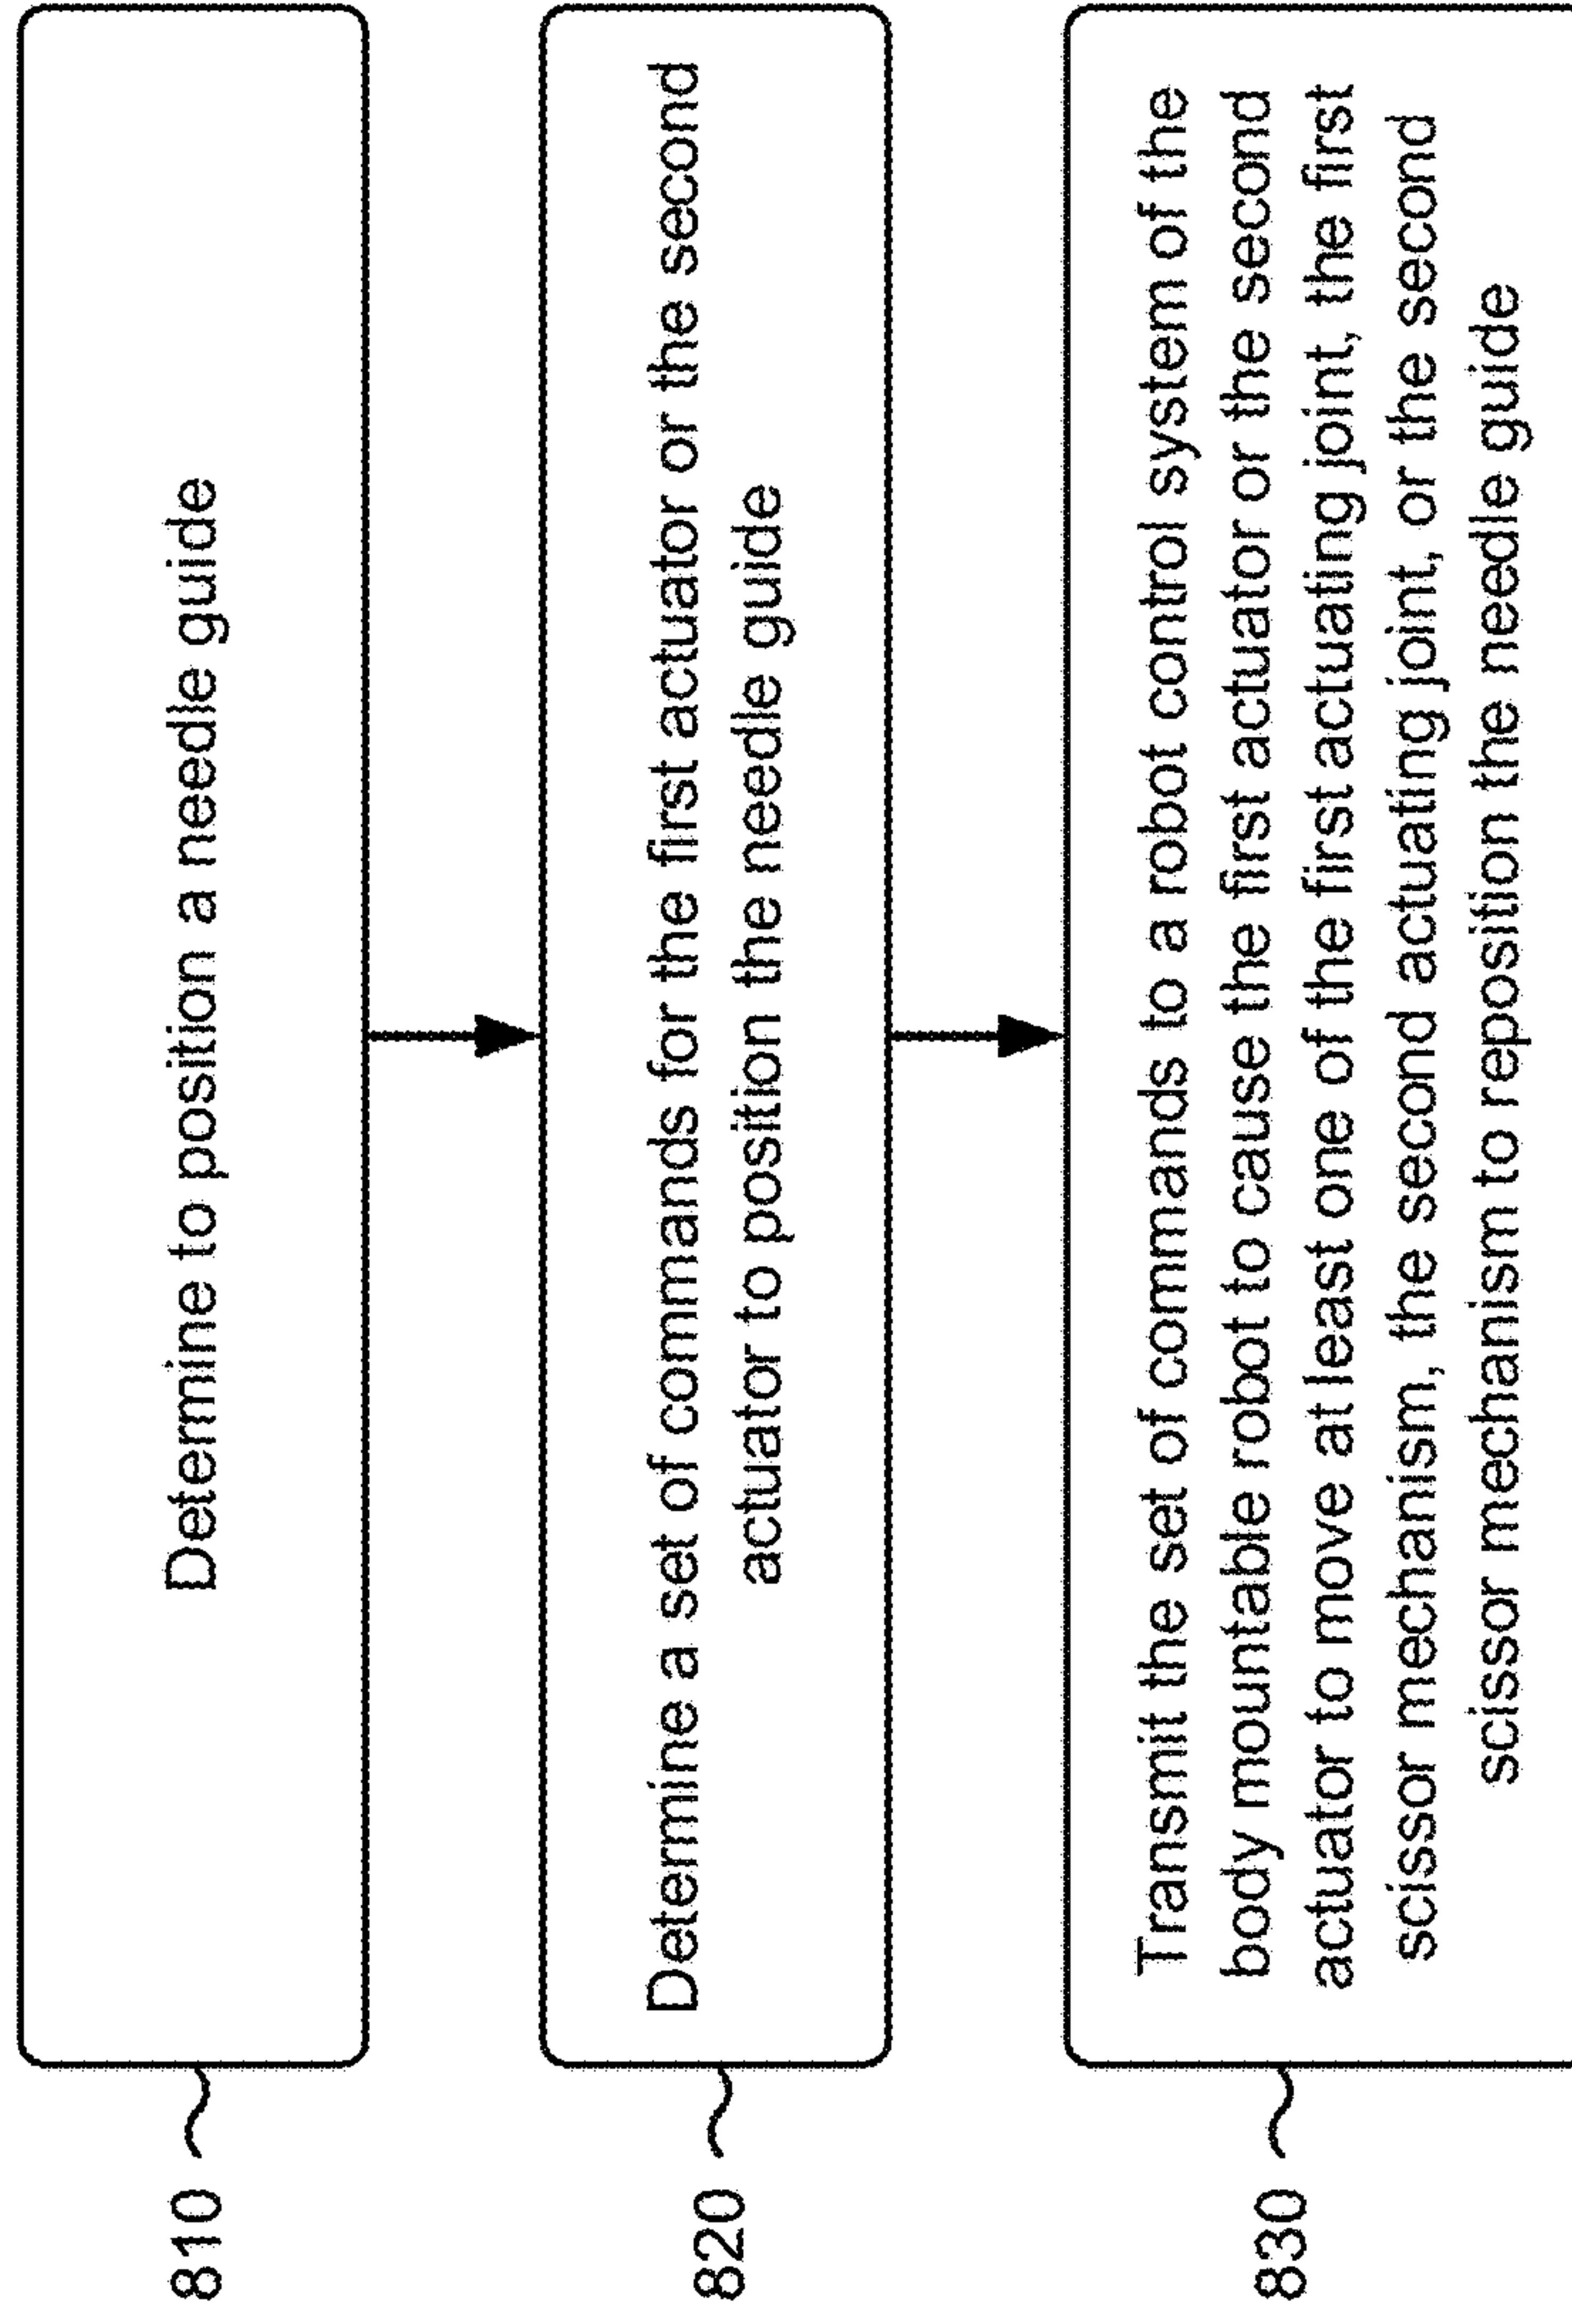 810
Determine to position a needle guide
820
Determine a set of commands for the first actuator or the second
actuator to position the needle guide
830
Transmit the set of commands to a robot control system of the
body mountable robot to cause the first actuator or the second
actuator to move at least one of the first actuating joint, the first
scissor mechanism, the second actuating joint, or the second
scissor mechanism to reposition the needle guide